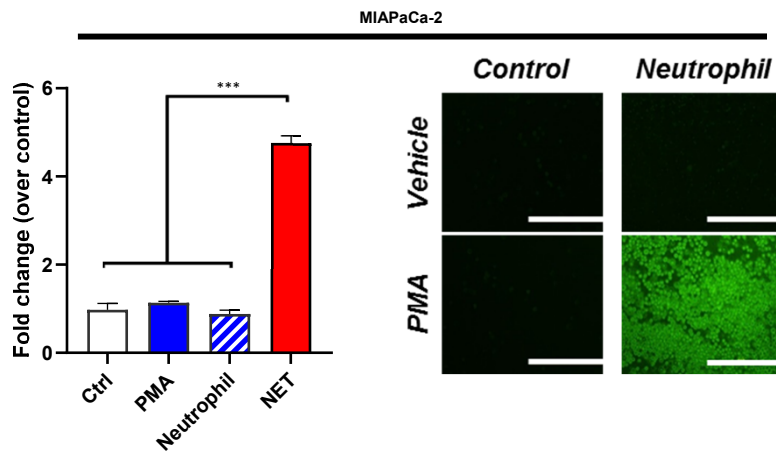 MIAPaCa-2
Fold change (over control)
6
4
2
0
***
Ctrl
PMA
Neutrophil
NET
Control
Neutrophil
Vehicle
PMA